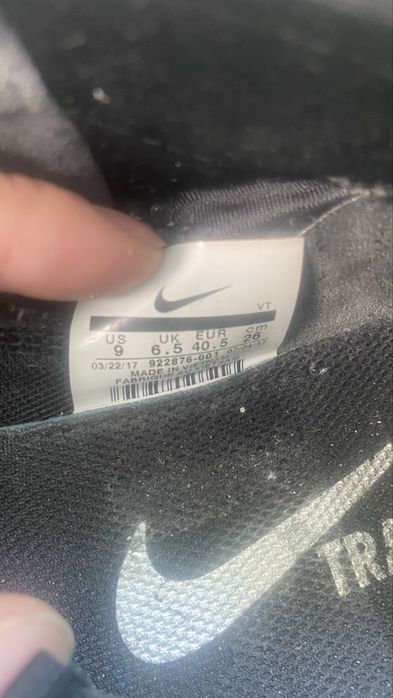 VT
US UK EUR cm
9 6.5 40.5 26
03/22/17 922876-001
MADE IN VIETNAM
FABRIQUE
TRA